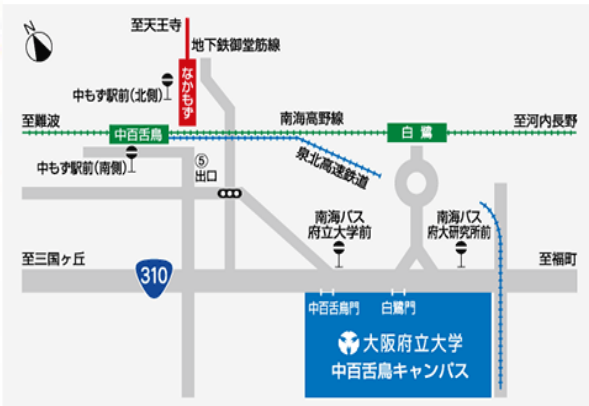 至天王寺
地下鉄御堂筋線
なかもず
中もず駅前(北側)
至難波
中百舌鳥
南海高野線
白鷺
至河内長野
中もず駅前(南側)
⑤
出口
泉北高速鉄道
南海バス
府立大学前
南海バス
府大研究所前
至三国ヶ丘
310
至福町
中百舌鳥門
白鷺門
大阪府立大学
中百舌鳥キャンパス